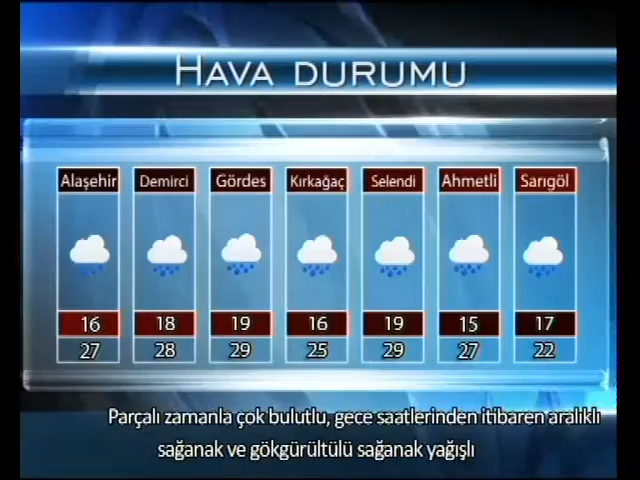 HAVA DURUMU
Alaşehir Demirci Gördes Kırkağaç Selendi Ahmetli Sarıgöl
16 18 19 16 19 15 17
27 28 29 25 29 27 22
Parçalı zamanla çok bulutlu, gece saatlerinden itibaren aralıklı
sağanak ve gökgürültülü sağanak yağışlı